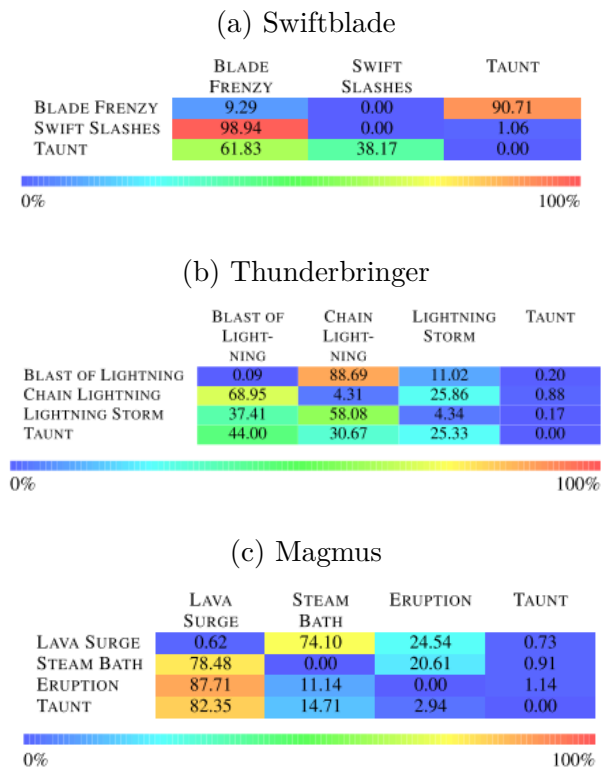 (a) Swiftblade
BLADE FRENZY SWIFT SLASHES TAUNT
BLADE FRENZY 9.29 0.00 90.71
SWIFT SLASHES 98.94 0.00 1.06
TAUNT 61.83 38.17 0.00
0% 100%
(b) Thunderbringer
BLAST OF LIGHT-NING CHAIN LIGHT-NING LIGHTNING STORM TAUNT
BLAST OF LIGHTNING 0.09 88.69 11.02 0.20
CHAIN LIGHTNING 68.95 4.31 25.86 0.88
LIGHTNING STORM 37.41 58.08 4.34 0.17
TAUNT 44.00 30.67 25.33 0.00
0% 100%
(c) Magmus
LAVA SURGE STEAM BATH ERUPTION TAUNT
LAVA SURGE 0.62 74.10 24.54 0.73
STEAM BATH 78.48 0.00 20.61 0.91
ERUPTION 87.71 11.14 0.00 1.14
TAUNT 82.35 14.71 2.94 0.00
0% 100%